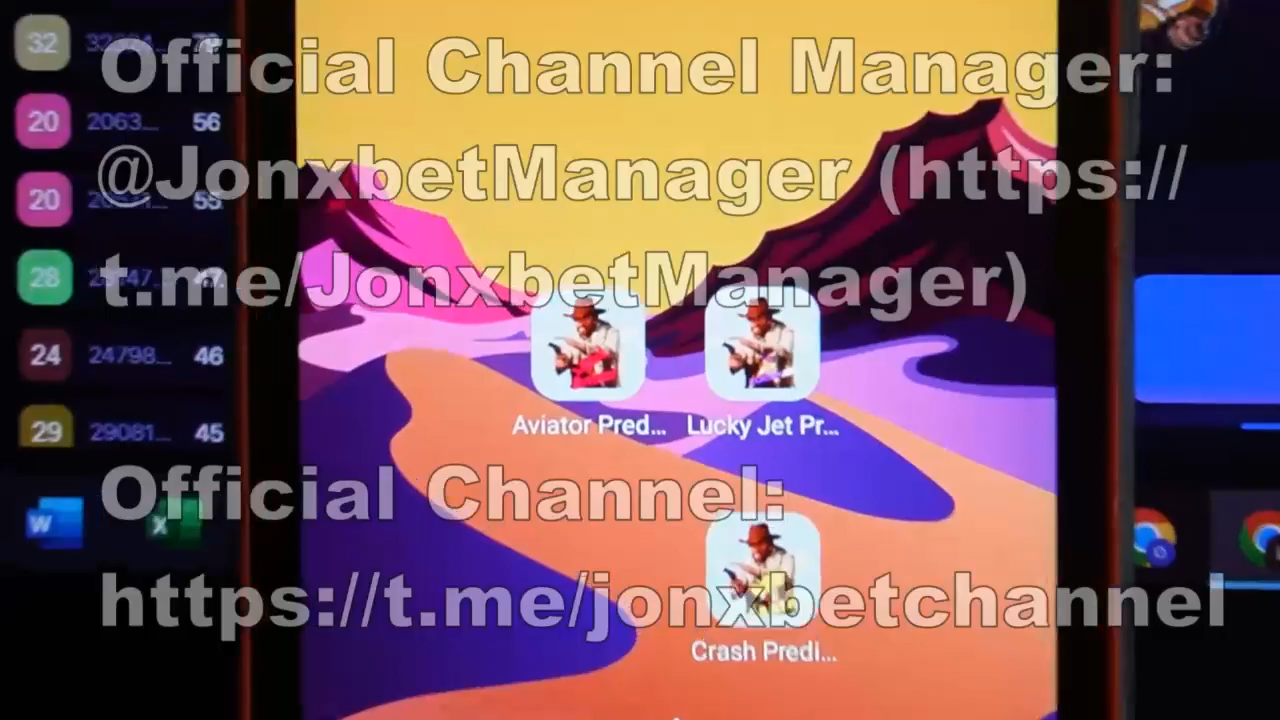 Official Channel Manager:
@JonxbetManager (https://
t.me/JonxbetManager)
Official Channel:
https://t.me/jonxbetchannel
32
20 2063... 56
20 55
28 47
24 24798... 46
29 29081... 45
W
X
Aviator Pred... Lucky Jet Pr...
Crash Predi...